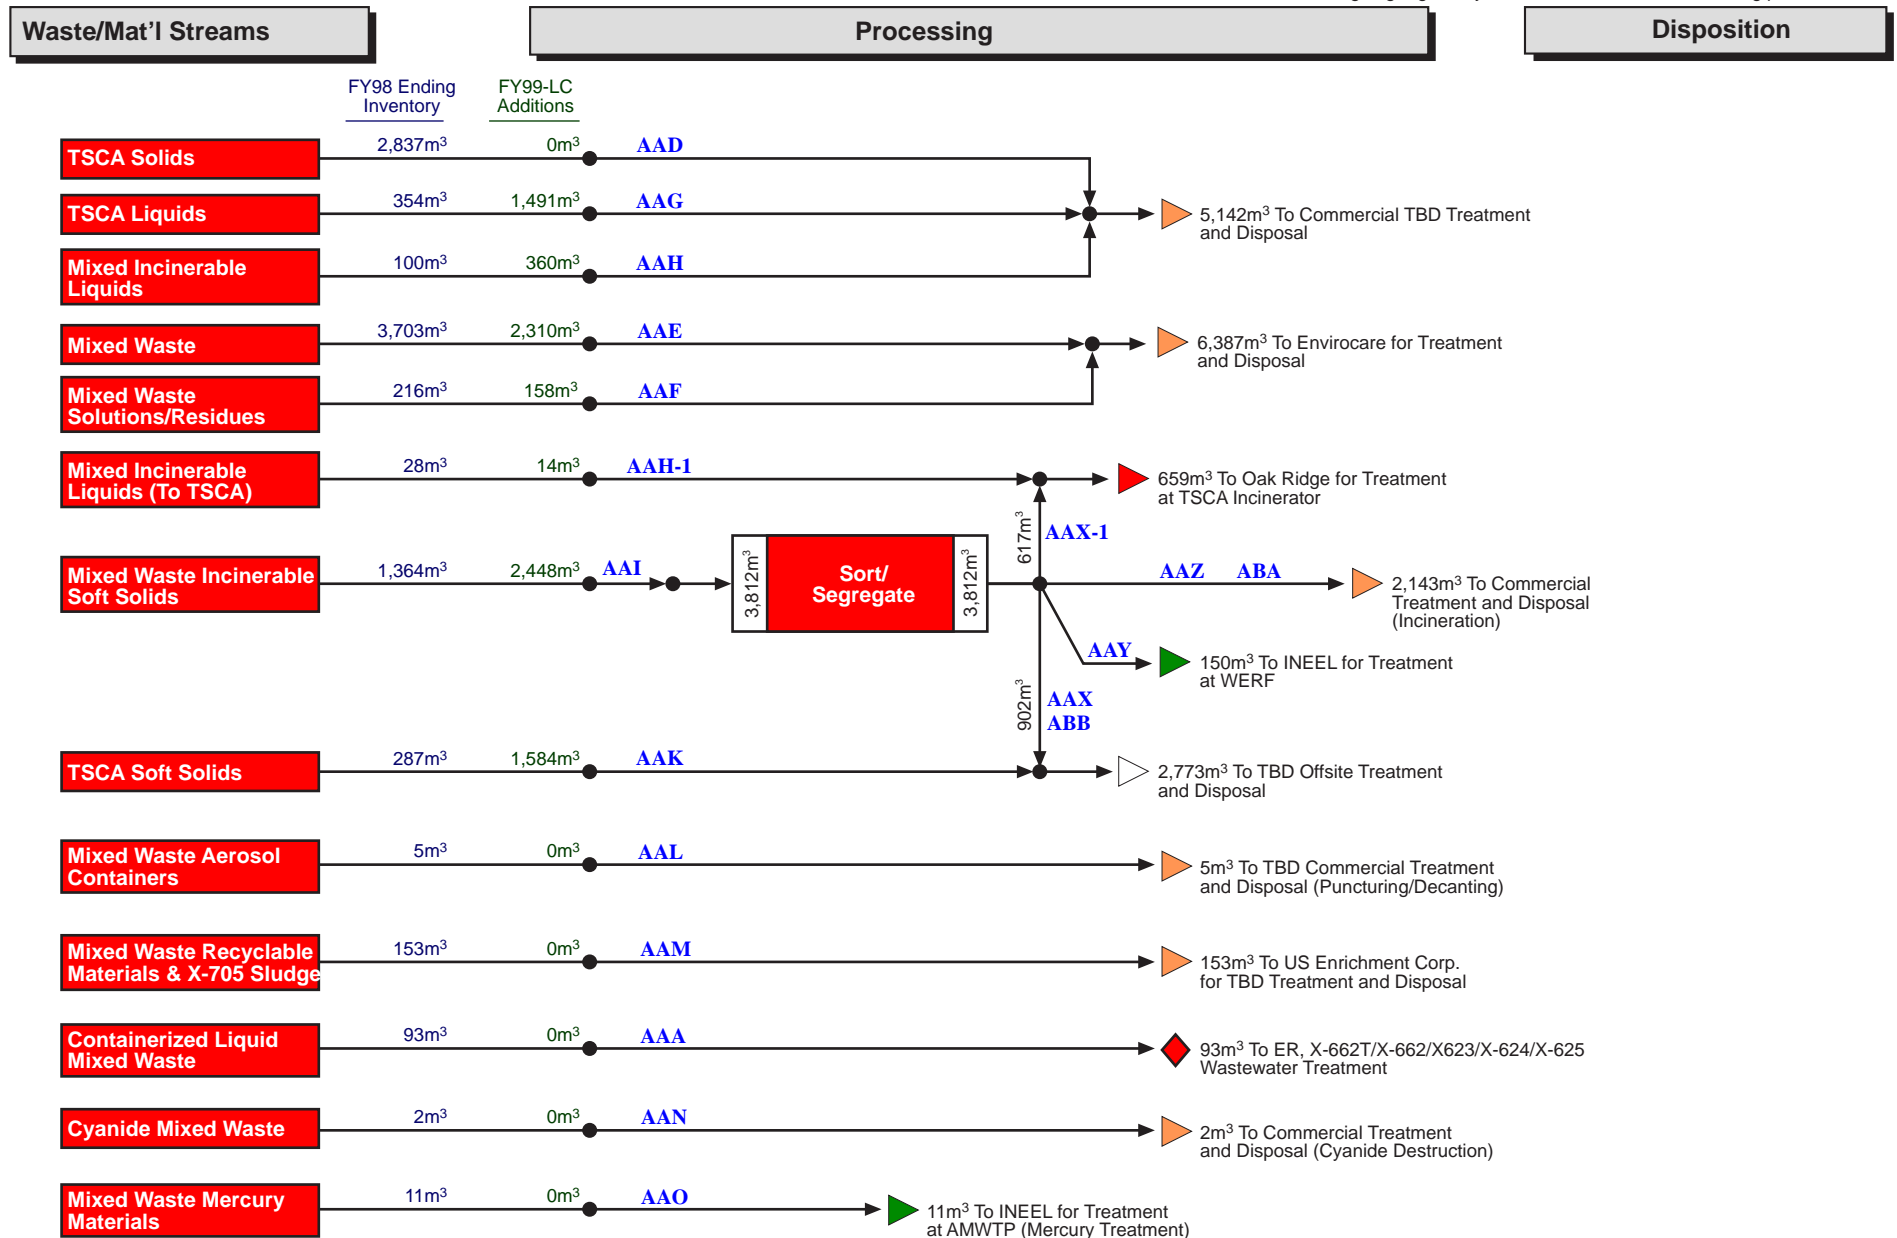 Waste/Mat'l Streams
Processing
Disposition
FY98 Ending
Inventory
FY99-LC
Additions
TSCA Solids
2,837m³
0m³
AAD
TSCA Liquids
354m³
1,491m³
AAG
5,142m³ To Commercial TBD Treatment
and Disposal
Mixed Incinerable
Liquids
100m³
360m³
AAH
Mixed Waste
3,703m³
2,310m³
AAE
6,387m³ To Envirocare for Treatment
and Disposal
Mixed Waste
Solutions/Residues
216m³
158m³
AAF
Mixed Incinerable
Liquids (To TSCA)
28m³
14m³
AAH-1
659m³ To Oak Ridge for Treatment
at TSCA Incinerator
617m³
AAX-1
Mixed Waste Incinerable
Soft Solids
1,364m³
2,448m³
AAI
3,812m³
Sort/
Segregate
3,812m³
AAZ
ABA
2,143m³ To Commercial
Treatment and Disposal
(Incineration)
AAY
150m³ To INEEL for Treatment
at WERF
902m³
AAX
ABB
TSCA Soft Solids
287m³
1,584m³
AAK
2,773m³ To TBD Offsite Treatment
and Disposal
Mixed Waste Aerosol
Containers
5m³
0m³
AAL
5m³ To TBD Commercial Treatment
and Disposal (Puncturing/Decanting)
Mixed Waste Recyclable
Materials & X-705 Sludge
153m³
0m³
AAM
153m³ To US Enrichment Corp.
for TBD Treatment and Disposal
Containerized Liquid
Mixed Waste
93m³
0m³
AAA
93m³ To ER, X-662T/X-662/X623/X-624/X-625
Wastewater Treatment
Cyanide Mixed Waste
2m³
0m³
AAN
2m³ To Commercial Treatment
and Disposal (Cyanide Destruction)
Mixed Waste Mercury
Materials
11m³
0m³
AAO
11m³ To INEEL for Treatment
at AMWTP (Mercury Treatment)